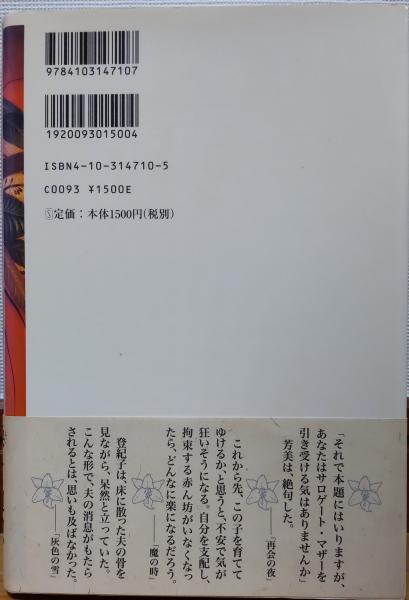 9784103147107
1920093015004
ISBN4-10-314710-5
C0093 ¥1500E
Ⓢ定価：本体1500円(税別)
「それで本題にはいりますが、
あなたはサロゲート・マザーを
引き受ける気はありませんか」
芳美は、絶句した。
──「再会の夜」
これから先、この子を育てて
ゆけるか、と思うと、不安で気が
狂いそうになる。自分を支配し、
拘束する赤ん坊がいなくなっ
たら、どんなに楽になるだろう。
──「魔の時」
登紀子は、床に散った夫の骨を
見ながら、呆然と立っていた。
こんな形で、夫の消息がもたら
されるとは、思いも及ばなかった。
──「灰色の雪」